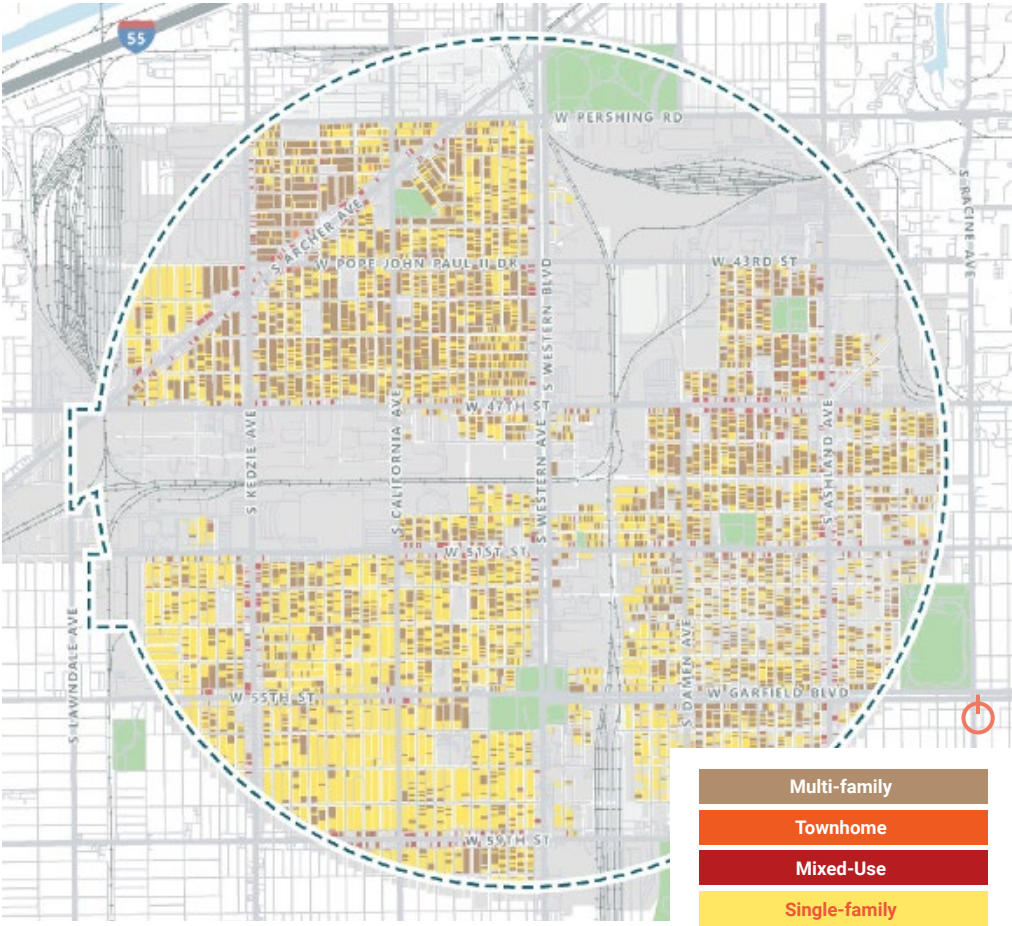 55
W PERSHING RD
S RACINE AVE
S ARCHER AVE
W POPE JOHN PAUL II DR
W 43RD ST
S WESTERN BLVD
W 47TH ST
S KEDZIE AVE
S CALIFORNIA AVE
S WESTERN AVE
S ASHLAND AVE
W 51ST ST
S LAWNDALE AVE
S DAMEN AVE
W 55TH ST
W GARFIELD BLVD
W 59TH ST
Multi-family
Townhome
Mixed-Use
Single-family